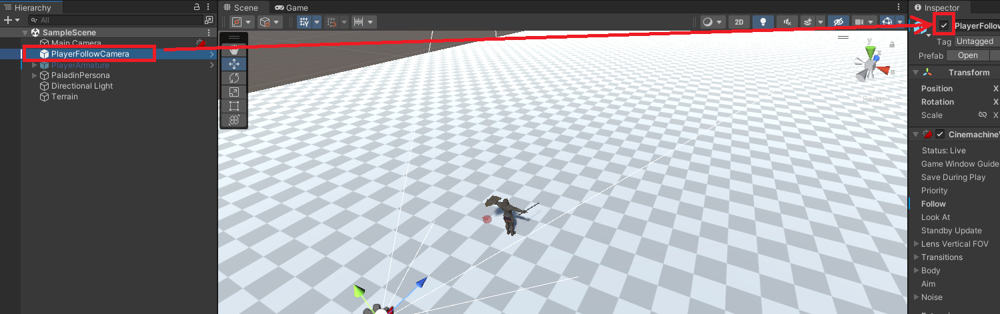 Hierarchy
All
SampleScene
Main Camera
PlayerFollowCamera
PlayerArmature
PaladinPersona
Directional Light
Terrain
Scene
Game
2D
y
z
x
Persp
Inspector
PlayerFollow
Tag Untagged
Prefab Open
Transform
Position X
Rotation X
Scale X
CinemachineV
Status: Live
Game Window Guide
Save During Play
Priority
Follow
Look At
Standby Update
Lens Vertical FOV
Transitions
Body
Aim
Noise